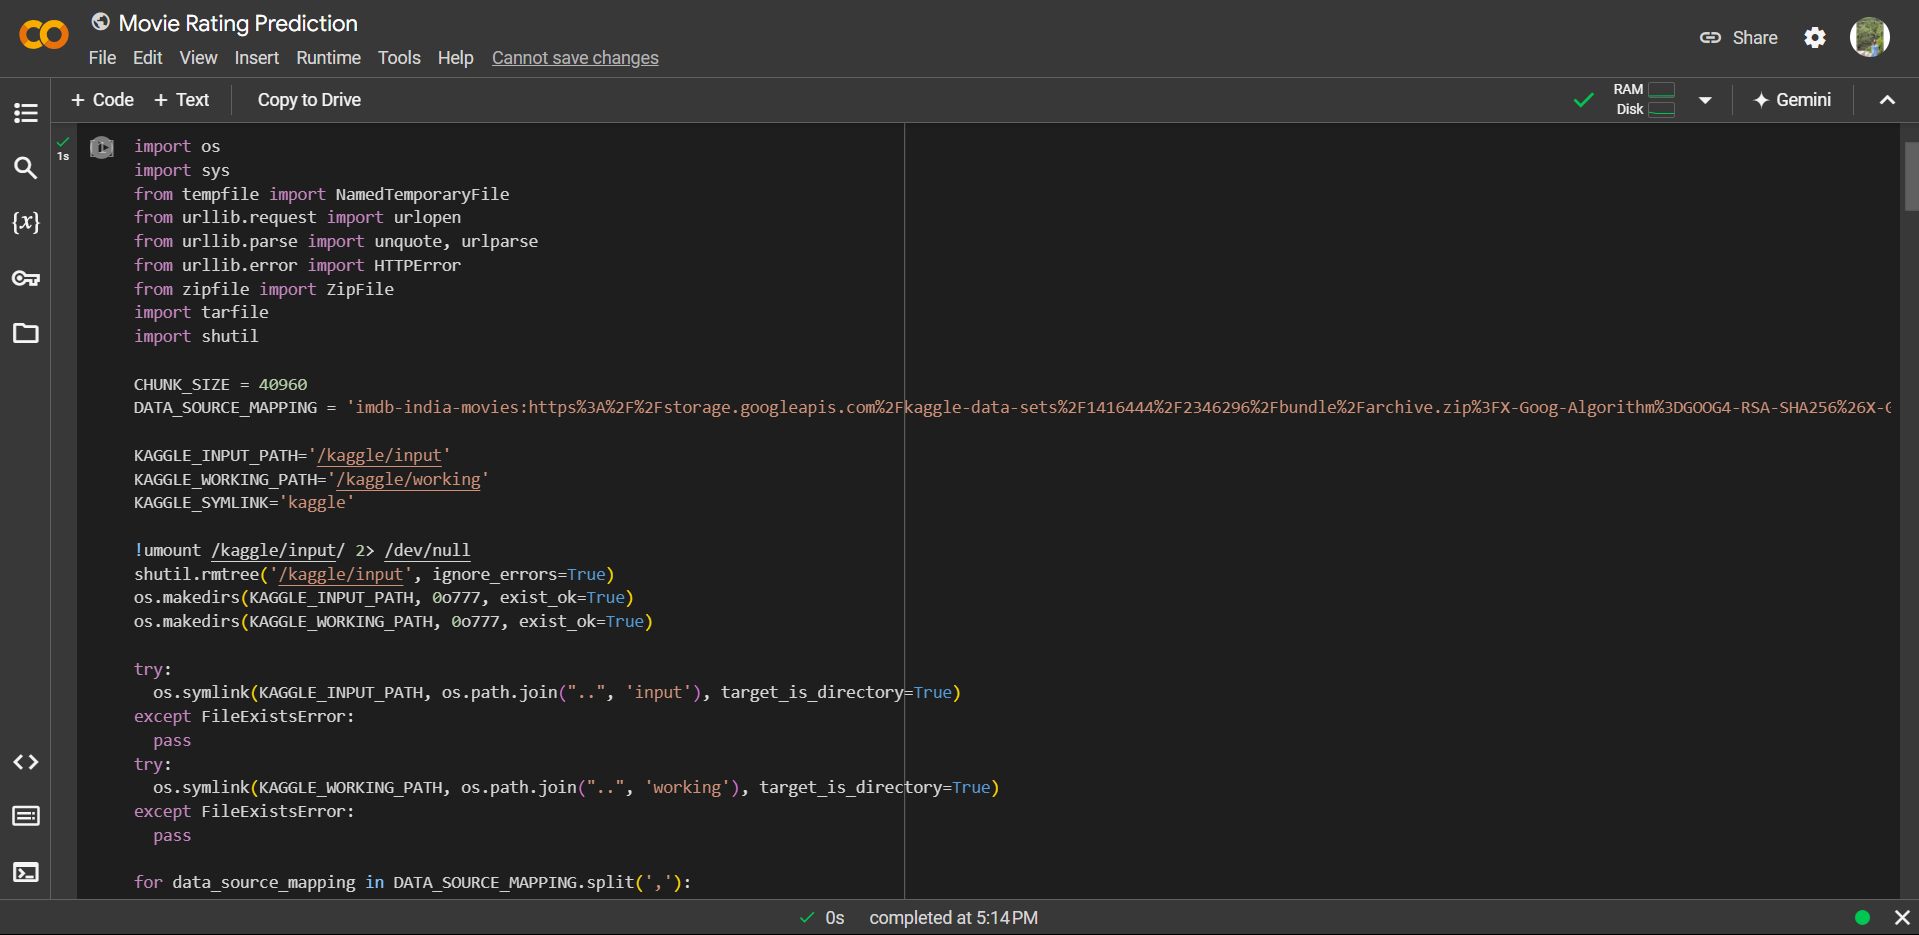 Movie Rating Prediction
File Edit View Insert Runtime Tools Help Cannot save changes
Share
+ Code + Text Copy to Drive
RAM
Disk
Gemini
1s
import os
import sys
from tempfile import NamedTemporaryFile
from urllib.request import urlopen
from urllib.parse import unquote, urlparse
from urllib.error import HTTPError
from zipfile import ZipFile
import tarfile
import shutil
CHUNK_SIZE = 40960
DATA_SOURCE_MAPPING = 'imdb-india-movies:https%3A%2F%2Fstorage.googleapis.com%2Fkaggle-data-sets%2F1416444%2F2346296%2Fbundle%2Farchive.zip%3FX-Goog-Algorithm%3DGOOG4-RSA-SHA256%26X-G
KAGGLE_INPUT_PATH='/kaggle/input'
KAGGLE_WORKING_PATH='/kaggle/working'
KAGGLE_SYMLINK='kaggle'
!umount /kaggle/input/ 2> /dev/null
shutil.rmtree('/kaggle/input', ignore_errors=True)
os.makedirs(KAGGLE_INPUT_PATH, 0o777, exist_ok=True)
os.makedirs(KAGGLE_WORKING_PATH, 0o777, exist_ok=True)
try:
  os.symlink(KAGGLE_INPUT_PATH, os.path.join("..", 'input'), target_is_directory=True)
except FileExistsError:
  pass
try:
  os.symlink(KAGGLE_WORKING_PATH, os.path.join("..", 'working'), target_is_directory=True)
except FileExistsError:
  pass
for data_source_mapping in DATA_SOURCE_MAPPING.split(','):
0s completed at 5:14 PM